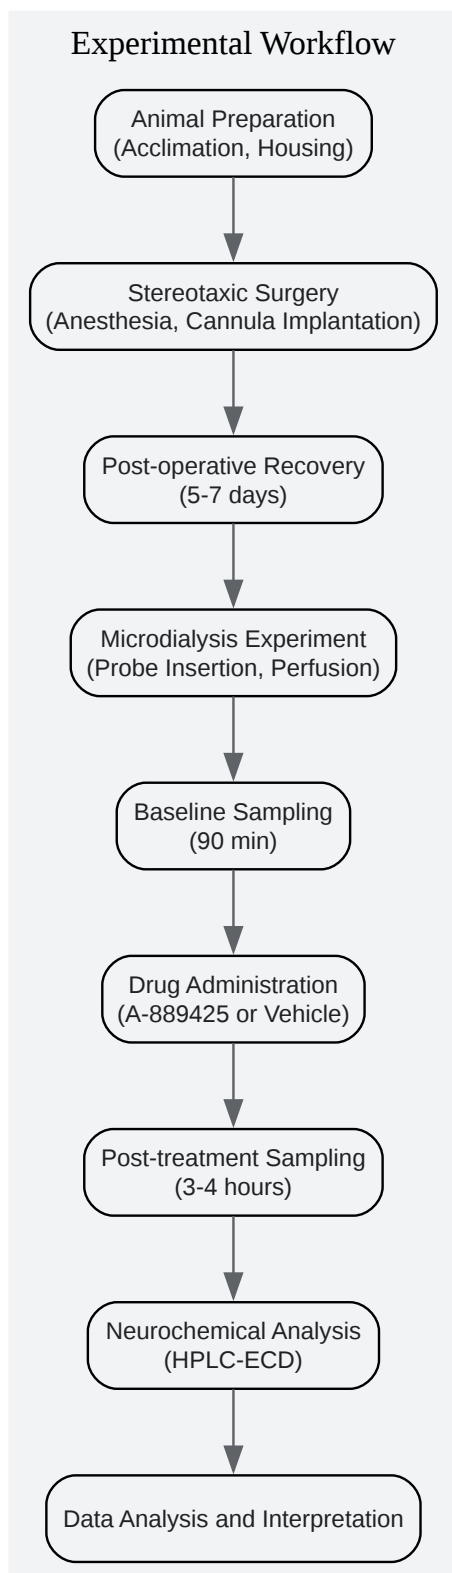 Experimental Workflow
Animal Preparation
(Acclimation, Housing)
Stereotaxic Surgery
(Anesthesia, Cannula Implantation)
Post-operative Recovery
(5-7 days)
Microdialysis Experiment
(Probe Insertion, Perfusion)
Baseline Sampling
(90 min)
Drug Administration
(A-889425 or Vehicle)
Post-treatment Sampling
(3-4 hours)
Neurochemical Analysis
(HPLC-ECD)
Data Analysis and Interpretation